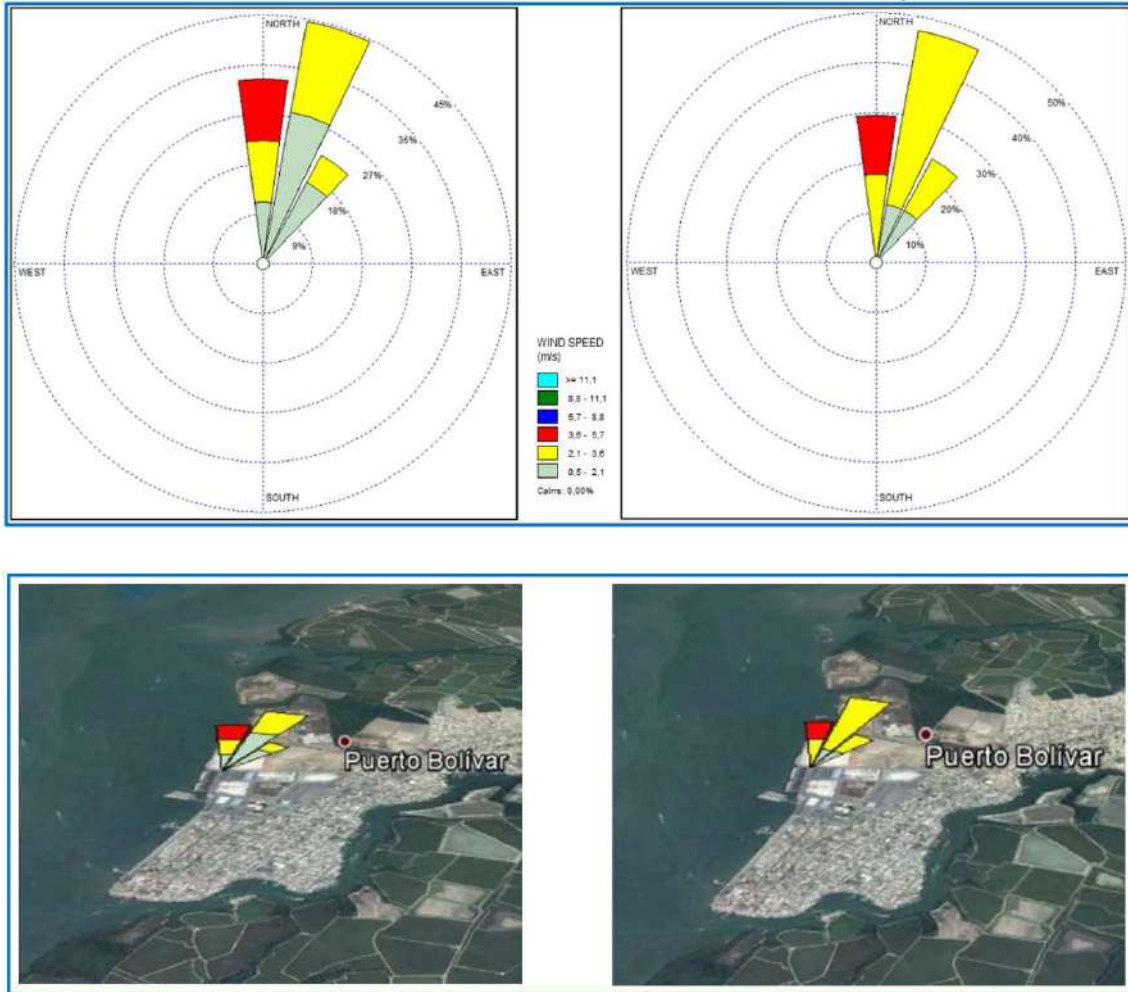 NORTH
45%
36%
27%
18%
9%
WEST
EAST
SOUTH
WIND SPEED
(m/s)
>= 11,1
8,8 - 11,1
5,7 - 8,8
3,6 - 5,7
2,1 - 3,6
0,5 - 2,1
Calms: 0,00%
NORTH
50%
40%
30%
20%
10%
WEST
EAST
SOUTH
Puerto Bolívar
Puerto Bolívar